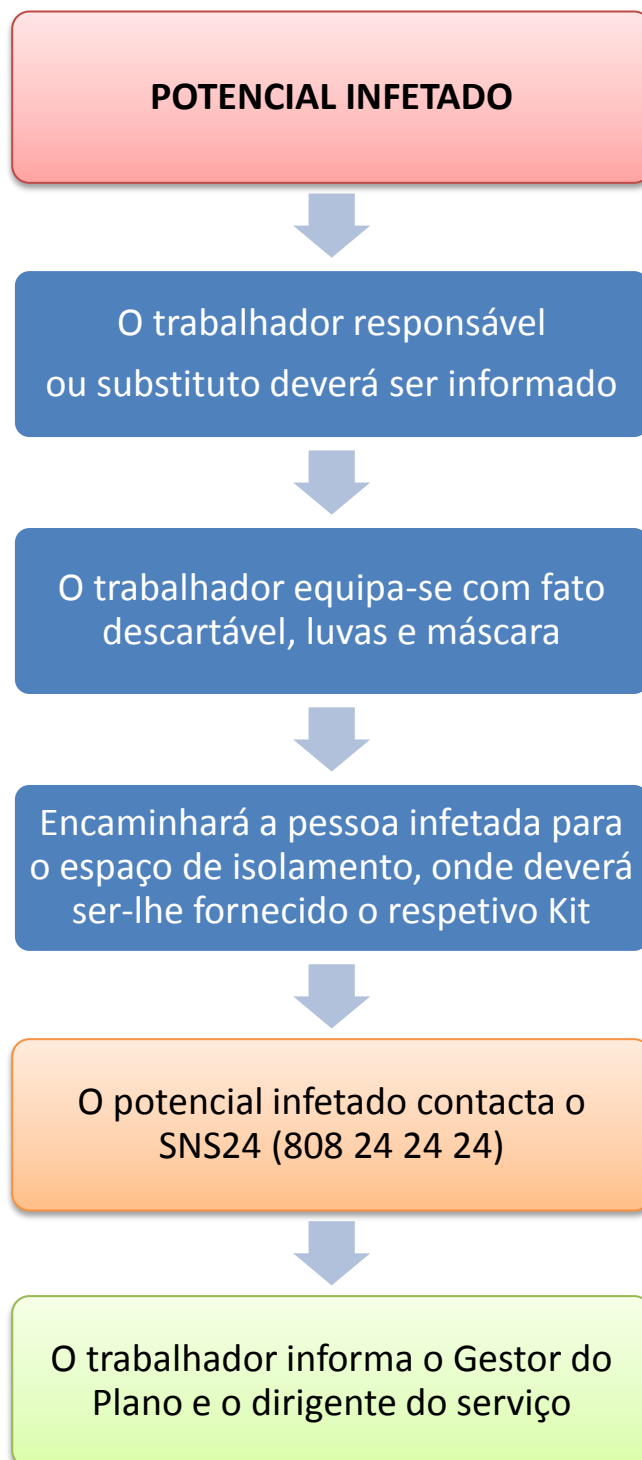 POTENCIAL INFETADO
O trabalhador responsável
ou substituto deverá ser informado
O trabalhador equipa-se com fato
descartável, luvas e máscara
Encaminhará a pessoa infetada para
o espaço de isolamento, onde deverá
ser-lhe fornecido o respetivo Kit
O potencial infetado contacta o
SNS24 (808 24 24 24)
O trabalhador informa o Gestor do
Plano e o dirigente do serviço